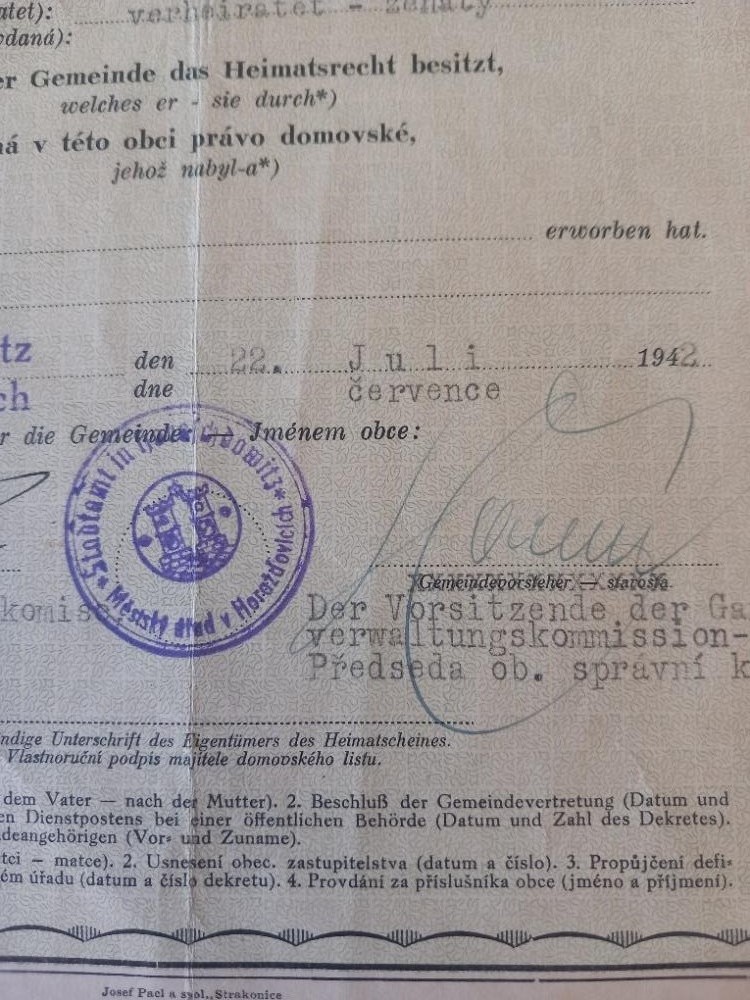 atet): verheiratet - ženatý
odaná):
er Gemeinde das Heimatsrecht besitzt,
welches er - sie durch*)
ná v této obci právo domovské,
jehož nabyl-a*)
erworben hat.
tz den 22. Juli 1942
ch dne července
r die Gemeinde: — Jménem obce:
Stadtamt in
* Městský úřad v Horažďovicích *
Gemeindevorsteher — starosta.
komise, Der Vorsitzende der Ga
verwaltungskommission-
Předseda ob. správní k
ndige Unterschrift des Eigentümers des Heimatscheines.
Vlastnoruční podpis majitele domovského listu.
dem Vater — nach der Mutter). 2. Beschluß der Gemeindevertretung (Datum und
en Dienstpostens bei einer öffentlichen Behörde (Datum und Zahl des Dekretes).
deangehörigen (Vor- und Zuname).
tci — matce). 2. Usnesení obec. zastupitelstva (datum a číslo). 3. Propůjčení defi-
ém úřadu (datum a číslo dekretu). 4. Provdání za příslušníka obce (jméno a příjmení).
Josef Pacl a spol., Strakonice